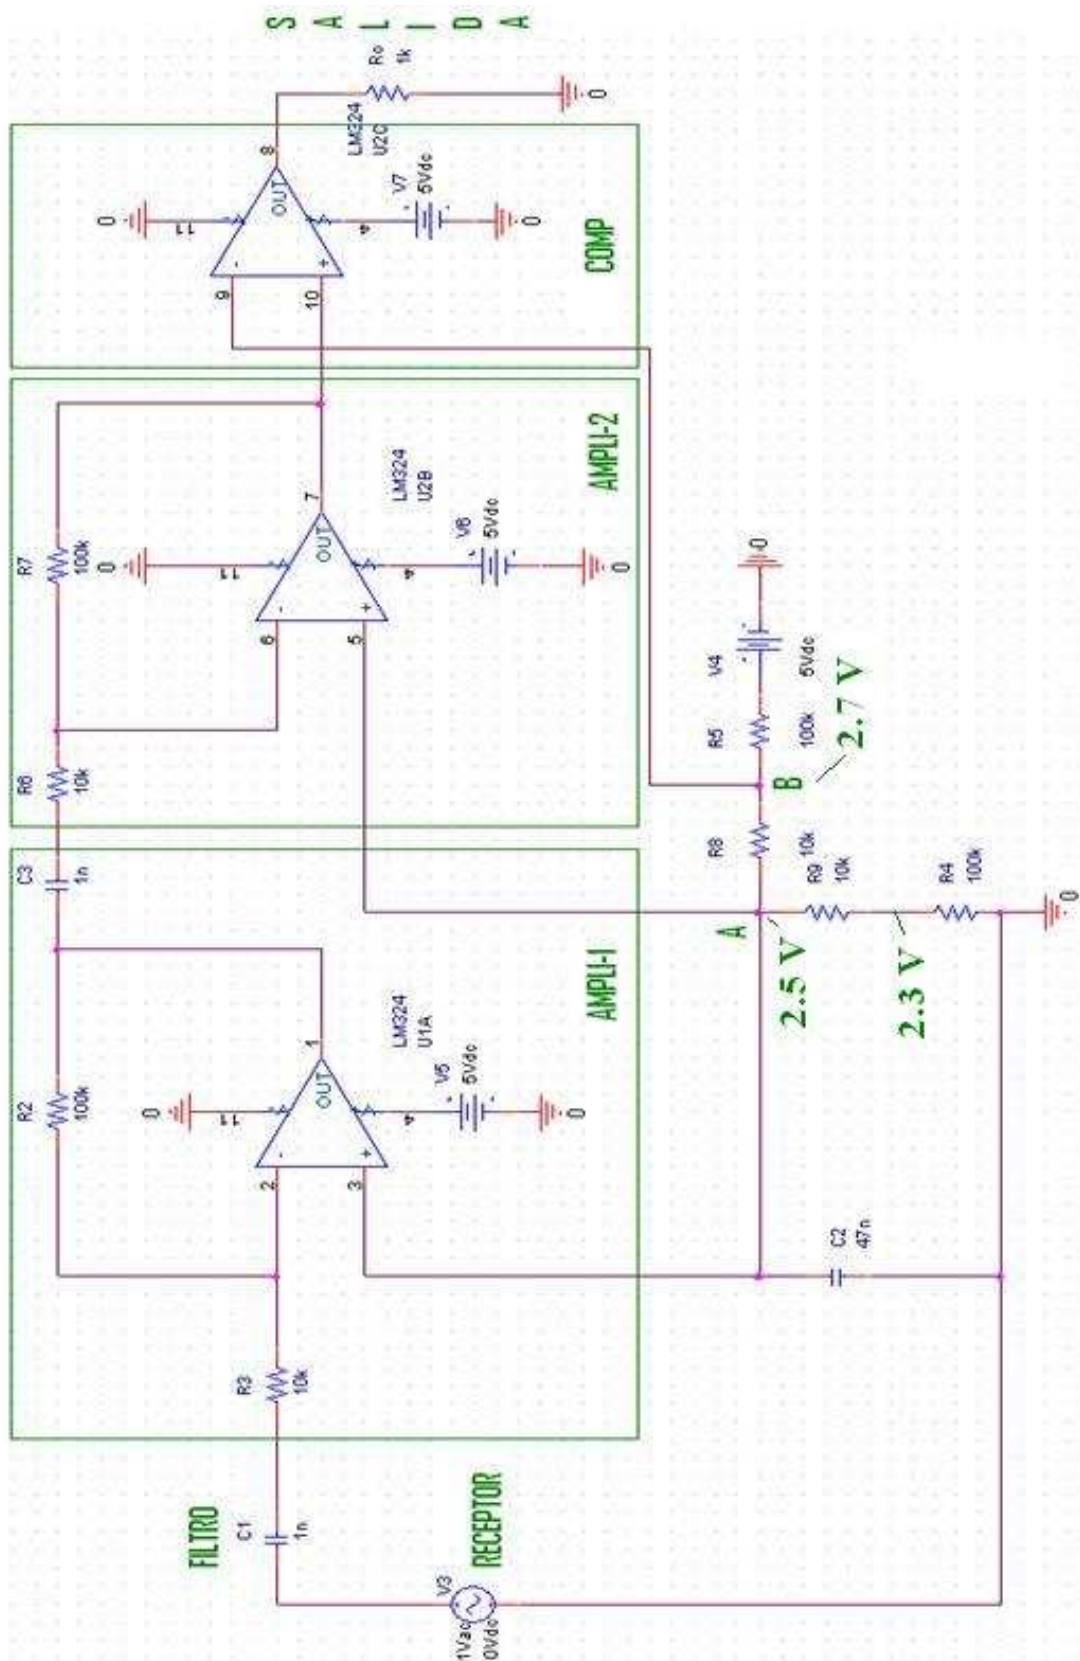 FILTRO
C1
1n
V3
1Vac
0Vdc
RECEPTOR
R3
10k
R2
100k
2
3
-
+
OUT
1
11
4
0
LM324
U1A
V5
5Vdc
0
AMPLI-1
C3
1n
R6
10k
R7
100k
6
5
-
+
OUT
7
11
4
0
LM324
U2B
V6
5Vdc
0
AMPLI-2
9
10
-
+
OUT
8
11
4
0
LM324
U2C
V7
5Vdc
0
COMP
Ro
1k
0
SALIDA
C2
47n
A
2.5 V
R8
10k
R9
10k
2.3 V
R4
100k
0
B
2.7 V
R5
100k
V4
5Vdc
0